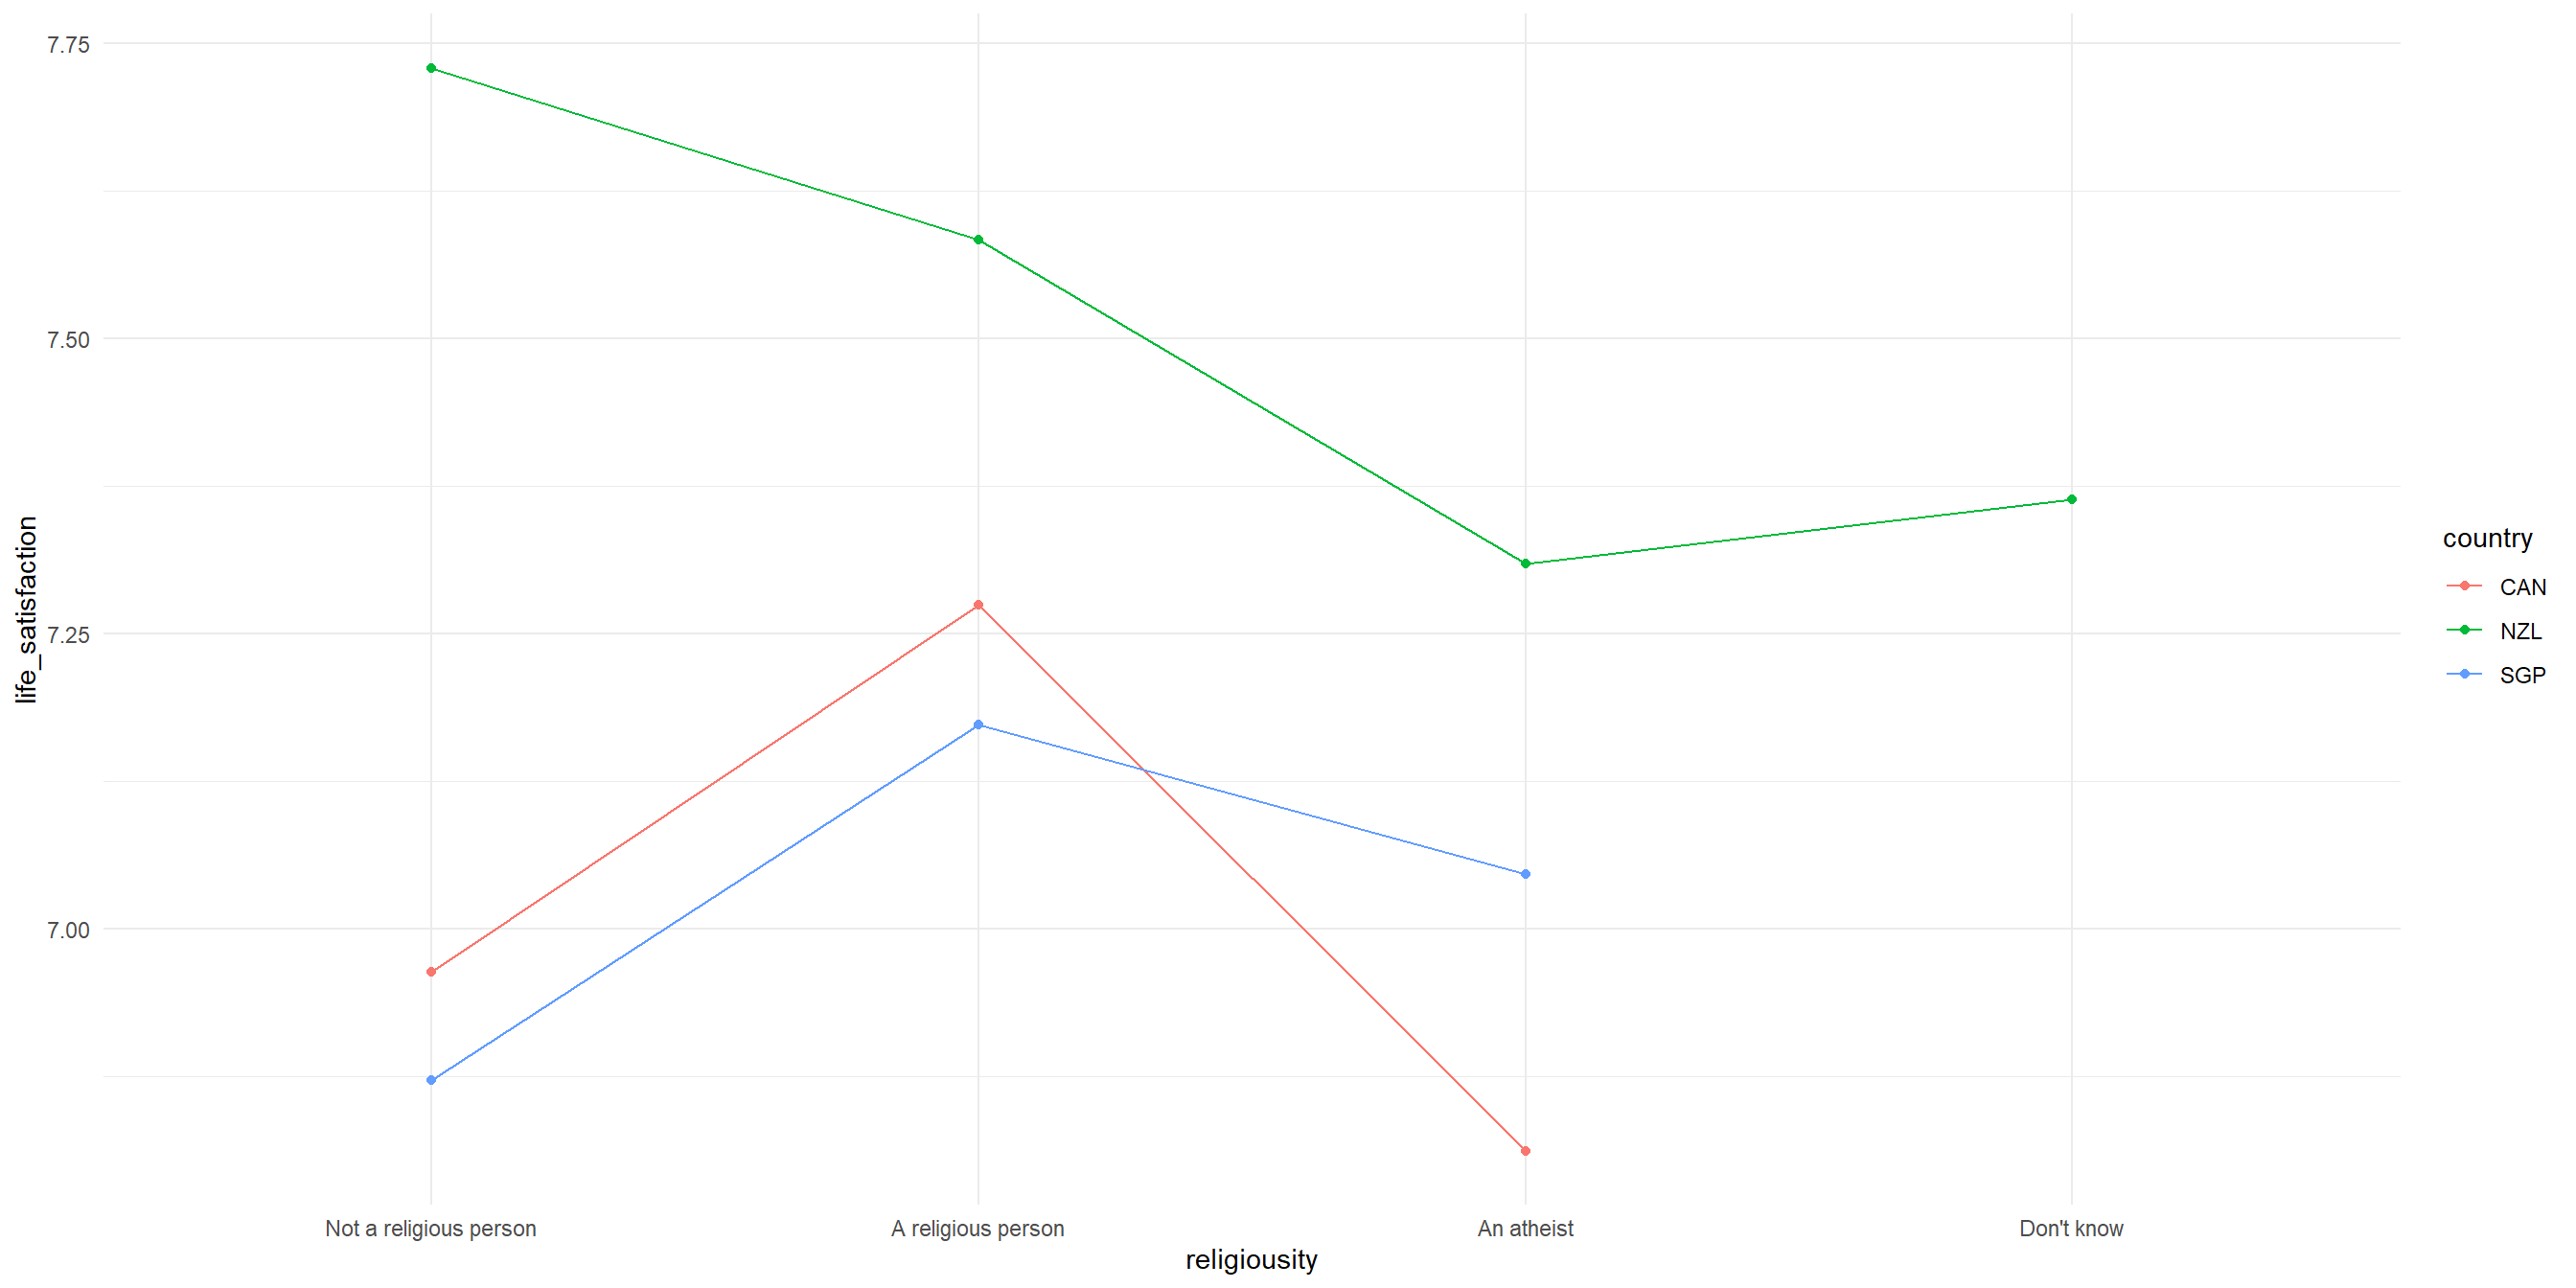 7.75
7.50
7.25
7.00
life_satisfaction
Not a religious person
A religious person
An atheist
Don't know
religiousity
country
CAN
NZL
SGP